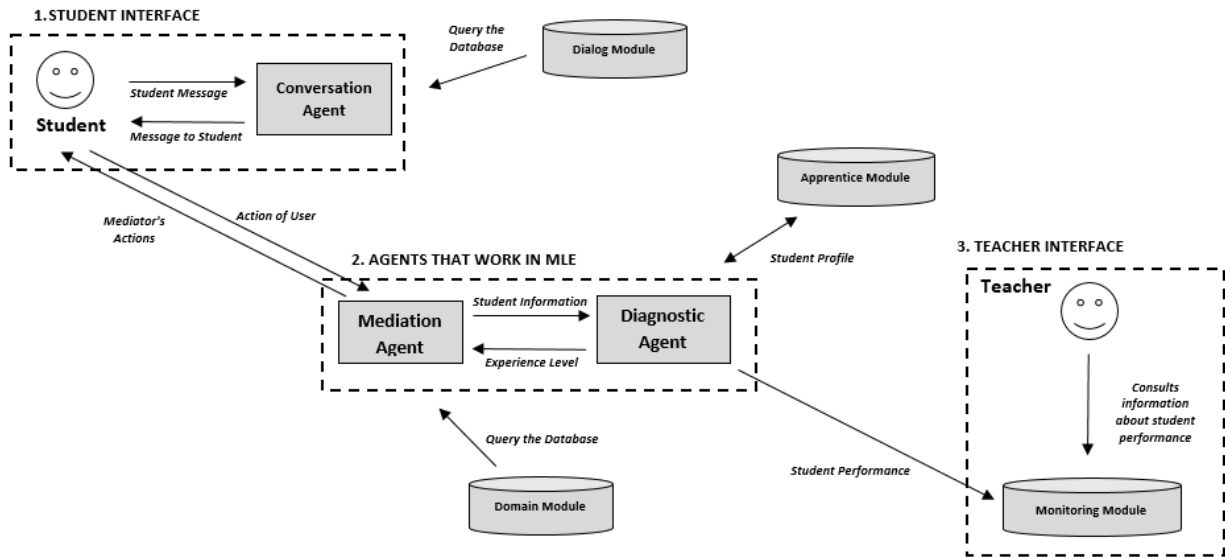 1.STUDENT INTERFACE
Query the
Database
Dialog Module
Student Message
Conversation
Agent
Student
Message to Student
Apprentice Module
Mediator's
Actions
Action of User
Student Profile
2. AGENTS THAT WORK IN MLE
3. TEACHER INTERFACE
Teacher
Student Information
Mediation
Agent
Diagnostic
Agent
Experience Level
Consults
information
about student
performance
Query the Database
Student Performance
Domain Module
Monitoring Module